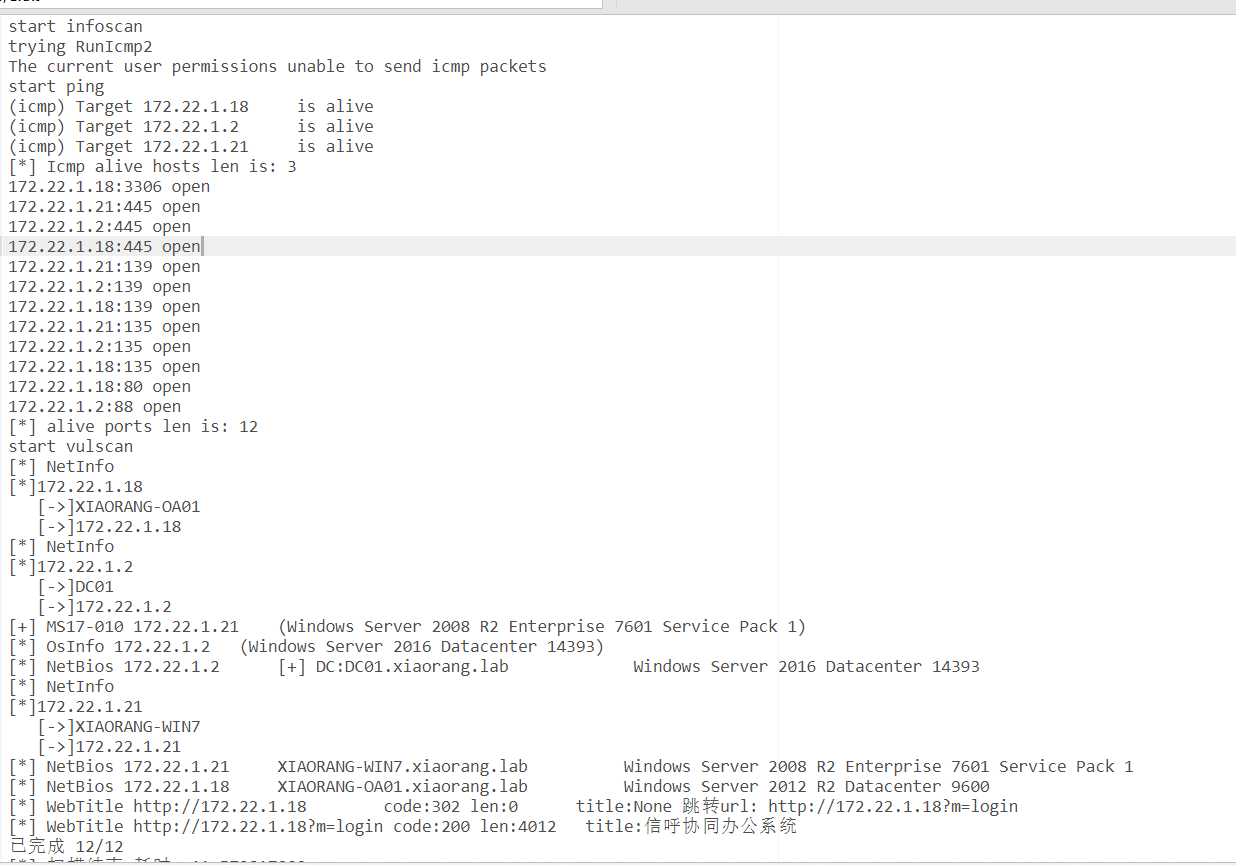 start infoscan
trying RunIcmp2
The current user permissions unable to send icmp packets
start ping
(icmp) Target 172.22.1.18     is alive
(icmp) Target 172.22.1.2      is alive
(icmp) Target 172.22.1.21     is alive
[*] Icmp alive hosts len is: 3
172.22.1.18:3306 open
172.22.1.21:445 open
172.22.1.2:445 open
172.22.1.18:445 open
172.22.1.21:139 open
172.22.1.2:139 open
172.22.1.18:139 open
172.22.1.21:135 open
172.22.1.2:135 open
172.22.1.18:135 open
172.22.1.18:80 open
172.22.1.2:88 open
[*] alive ports len is: 12
start vulscan
[*] NetInfo
[*]172.22.1.18
   [->]XIAORANG-OA01
   [->]172.22.1.18
[*] NetInfo
[*]172.22.1.2
   [->]DC01
   [->]172.22.1.2
[+] MS17-010 172.22.1.21    (Windows Server 2008 R2 Enterprise 7601 Service Pack 1)
[*] OsInfo 172.22.1.2   (Windows Server 2016 Datacenter 14393)
[*] NetBios 172.22.1.2      [+] DC:DC01.xiaorang.lab             Windows Server 2016 Datacenter 14393
[*] NetInfo
[*]172.22.1.21
   [->]XIAORANG-WIN7
   [->]172.22.1.21
[*] NetBios 172.22.1.21     XIAORANG-WIN7.xiaorang.lab          Windows Server 2008 R2 Enterprise 7601 Service Pack 1
[*] NetBios 172.22.1.18     XIAORANG-OA01.xiaorang.lab          Windows Server 2012 R2 Datacenter 9600
[*] WebTitle http://172.22.1.18        code:302 len:0      title:None 跳转url: http://172.22.1.18?m=login
[*] WebTitle http://172.22.1.18?m=login code:200 len:4012   title:信呼协同办公系统
已完成 12/12